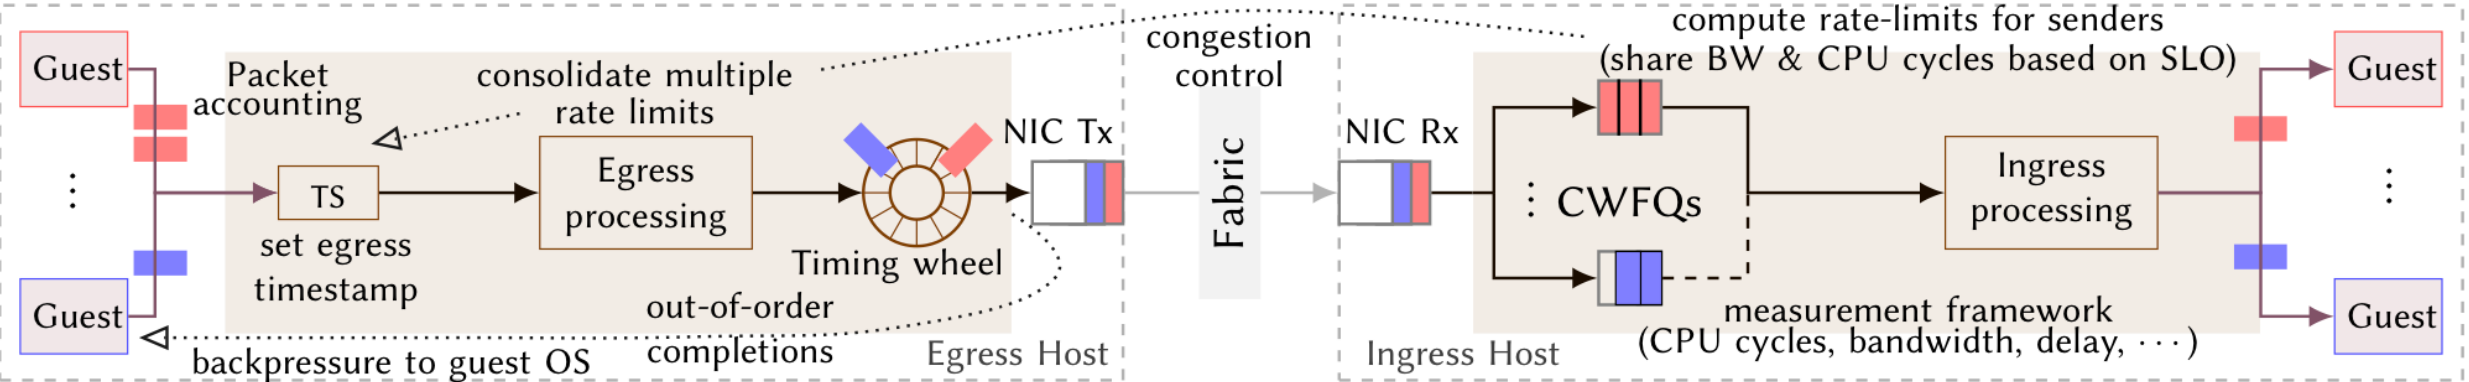 Guest
Guest
Packet
accounting
consolidate multiple
rate limits
TS
set egress
timestamp
Egress
processing
Timing wheel
out-of-order
completions
backpressure to guest OS
Egress Host
NIC Tx
congestion
control
Fabric
NIC Rx
Ingress Host
compute rate-limits for senders
(share BW & CPU cycles based on SLO)
CWFQs
Ingress
processing
measurement framework
(CPU cycles, bandwidth, delay, ···)
Guest
Guest